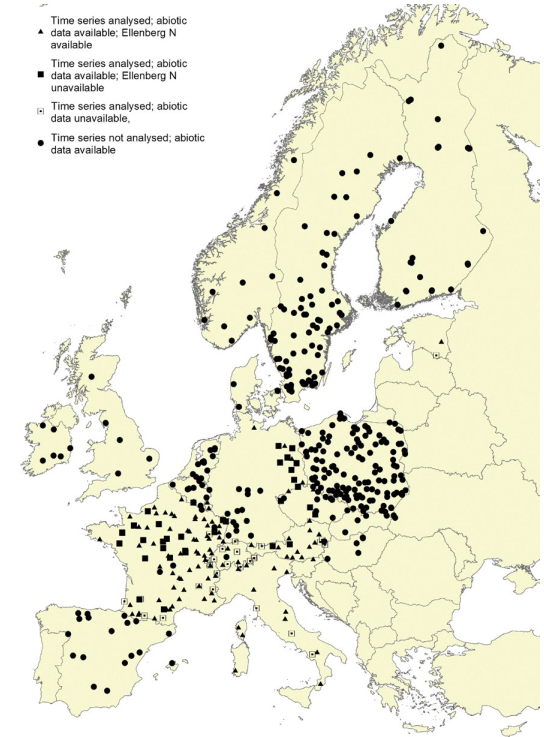 Time series analysed; abiotic
data available; Ellenberg N
available
Time series analysed; abiotic
data available; Ellenberg N
unavailable
Time series analysed; abiotic
data unavailable,
Time series not analysed; abiotic
data available